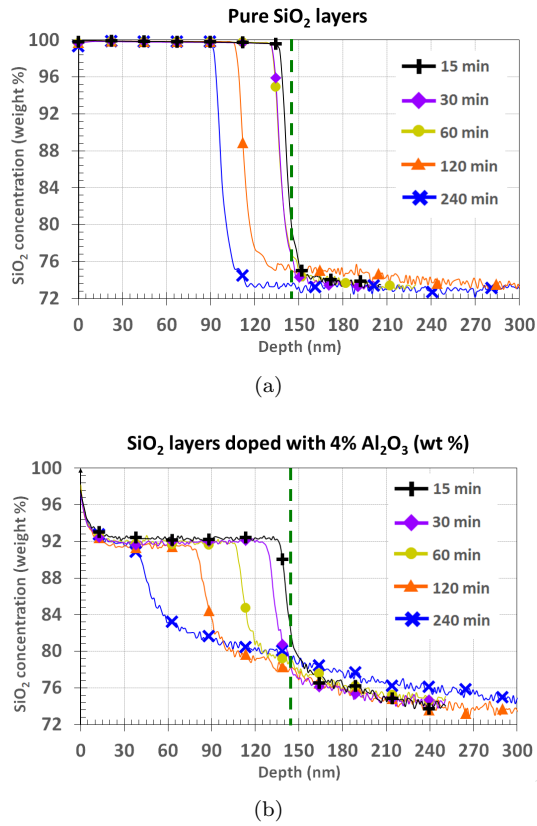 Pure SiO₂ layers
SiO₂ concentration (weight %)
100
96
92
88
84
80
76
72
15 min
30 min
60 min
120 min
240 min
0 30 60 90 120 150 180 210 240 270 300
Depth (nm)
(a)
SiO₂ layers doped with 4% Al₂O₃ (wt %)
SiO₂ concentration (weight %)
100
96
92
88
84
80
76
72
15 min
30 min
60 min
120 min
240 min
0 30 60 90 120 150 180 210 240 270 300
Depth (nm)
(b)